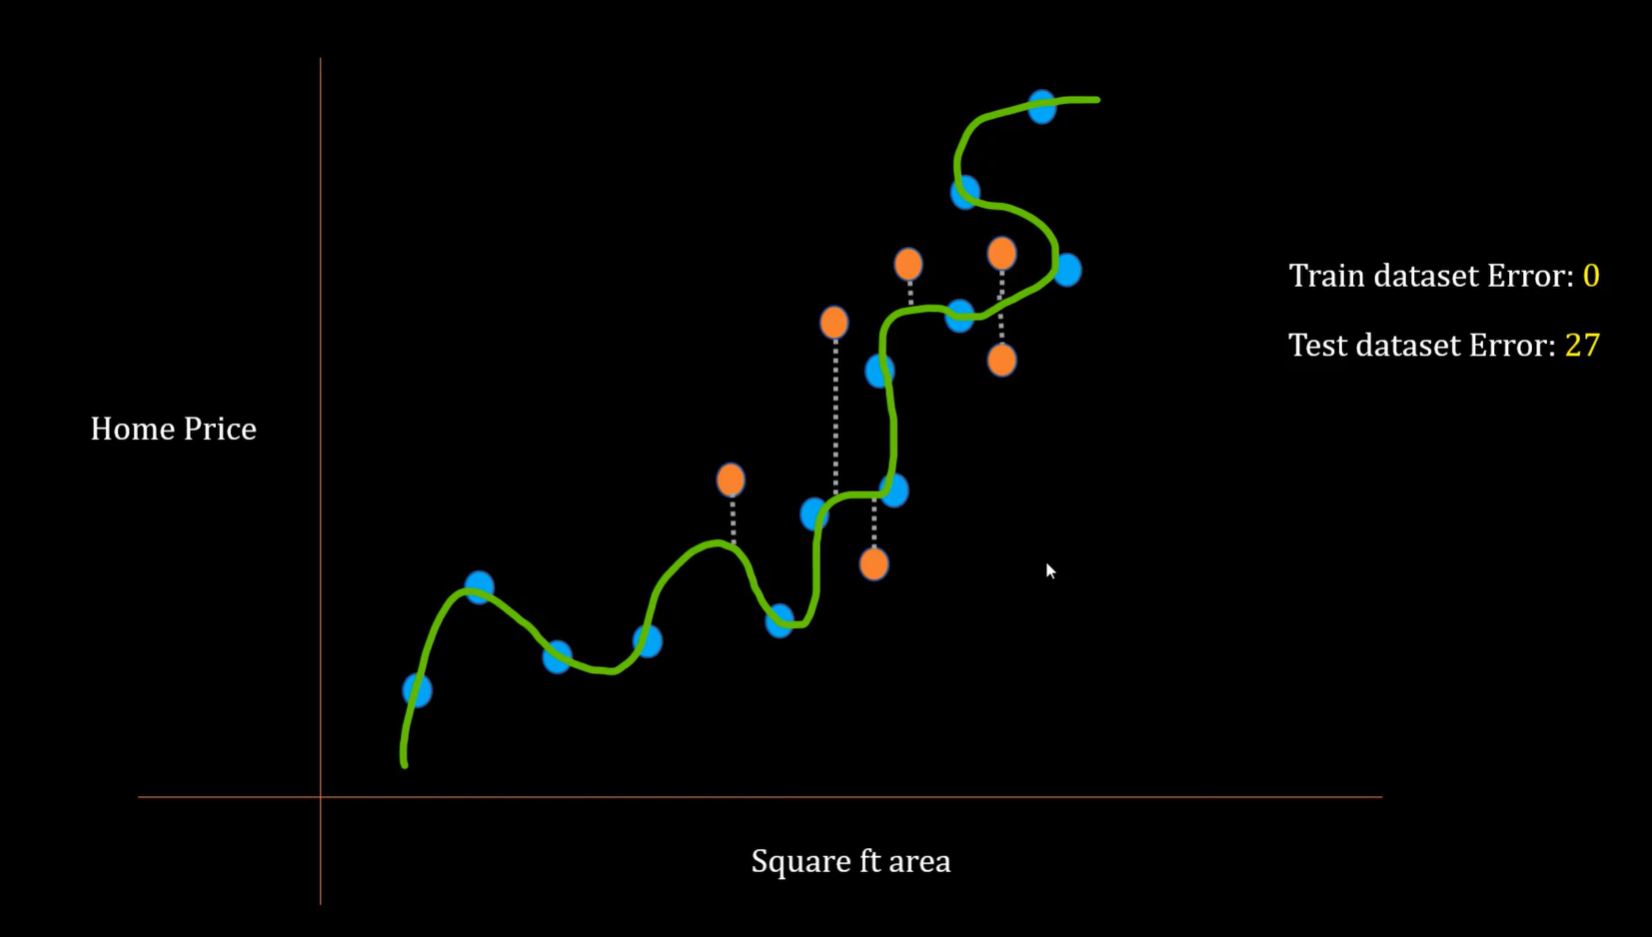 Train dataset Error: 0
Test dataset Error: 27
Home Price
Square ft area